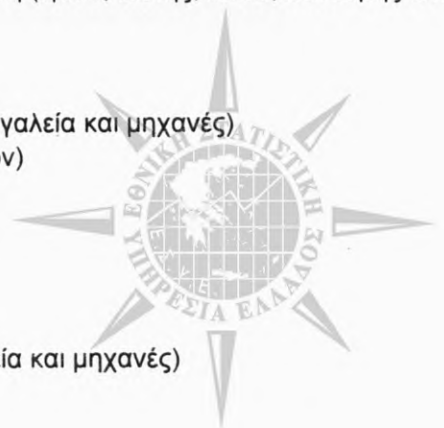 γαλεία και μηχανές)
ν)
ΕΘΝΙΚΗ ΣΤΑΤΙΣΤΙΚΗ
ΥΠΗΡΕΣΙΑ ΕΛΛΑΔΟΣ
Ε Σ Υ Ε
ία και μηχανές)